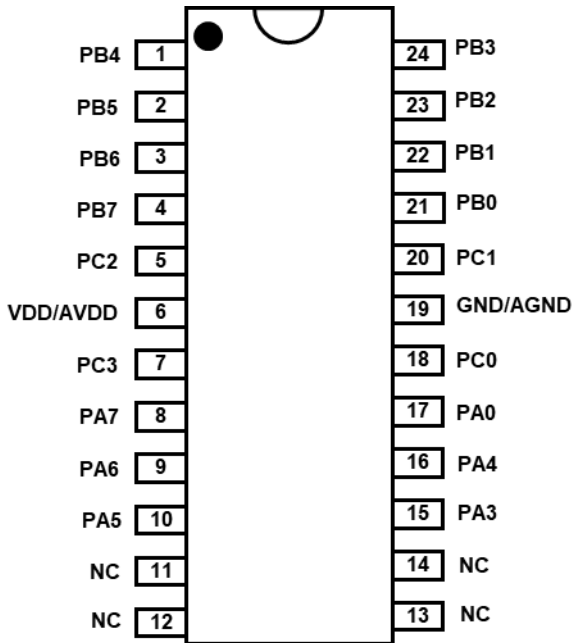 PB4 1 24 PB3
PB5 2 23 PB2
PB6 3 22 PB1
PB7 4 21 PB0
PC2 5 20 PC1
VDD/AVDD 6 19 GND/AGND
PC3 7 18 PC0
PA7 8 17 PA0
PA6 9 16 PA4
PA5 10 15 PA3
NC 11 14 NC
NC 12 13 NC